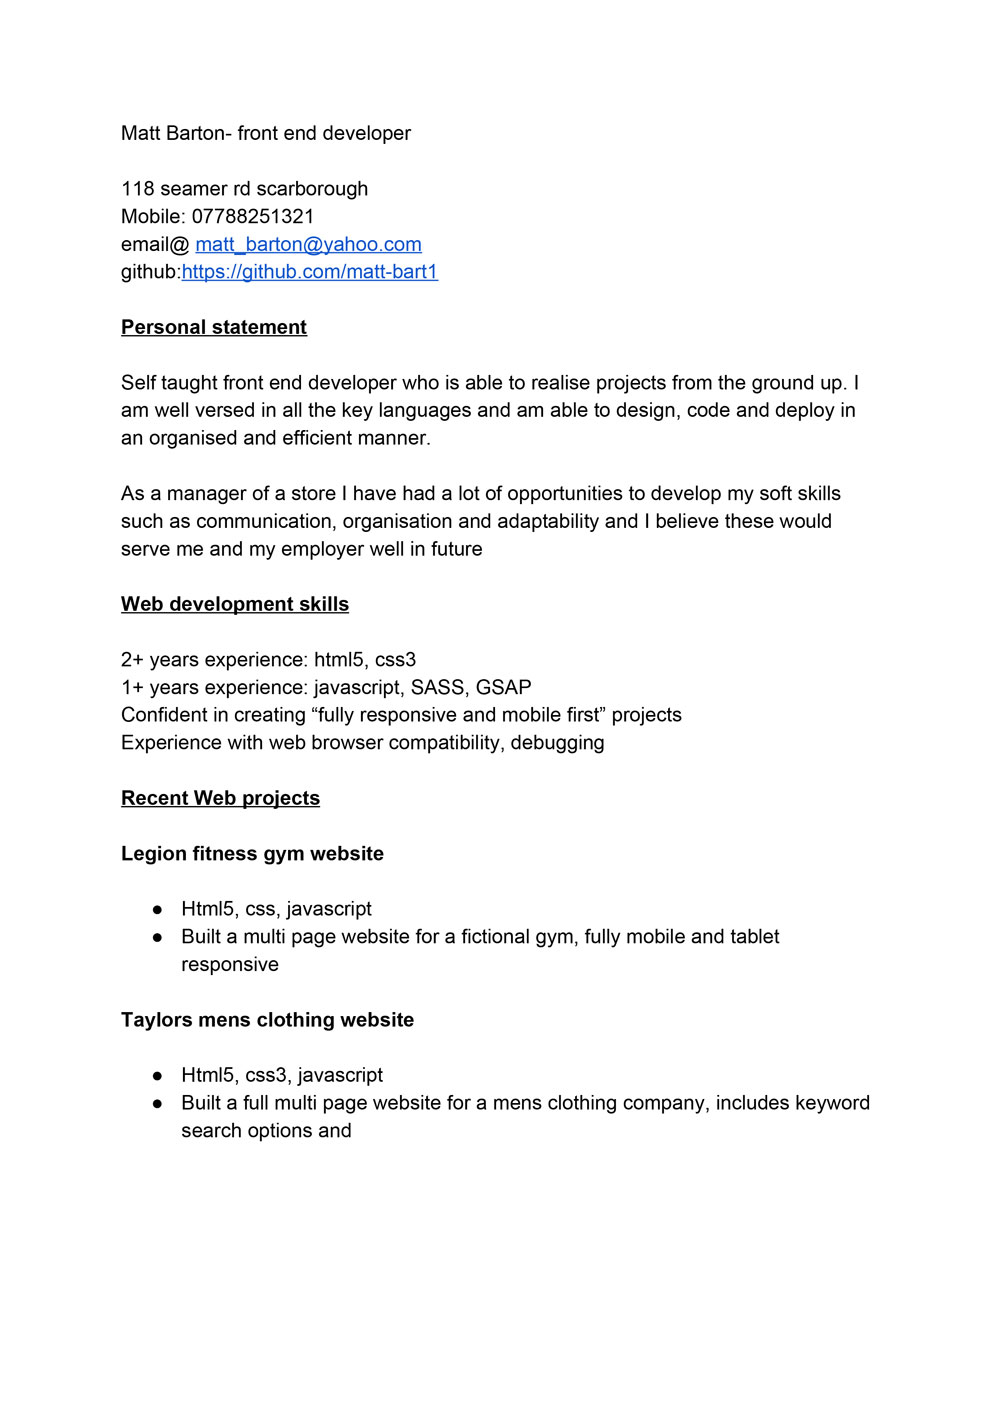 Matt Barton- front end developer
118 seamer rd scarborough
Mobile: 07788251321
email@ matt_barton@yahoo.com
github:https://github.com/matt-bart1
Personal statement
Self taught front end developer who is able to realise projects from the ground up. I
am well versed in all the key languages and am able to design, code and deploy in
an organised and efficient manner.
As a manager of a store I have had a lot of opportunities to develop my soft skills
such as communication, organisation and adaptability and I believe these would
serve me and my employer well in future
Web development skills
2+ years experience: html5, css3
1+ years experience: javascript, SASS, GSAP
Confident in creating “fully responsive and mobile first” projects
Experience with web browser compatibility, debugging
Recent Web projects
Legion fitness gym website
● Html5, css, javascript
● Built a multi page website for a fictional gym, fully mobile and tablet
responsive
Taylors mens clothing website
● Html5, css3, javascript
● Built a full multi page website for a mens clothing company, includes keyword
search options and